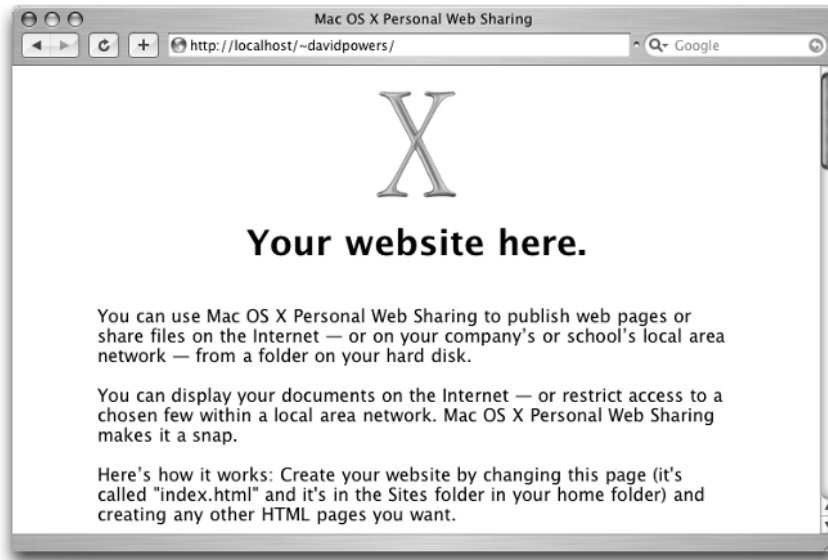 Mac OS X Personal Web Sharing
http://localhost/~davidpowers/
Google
X
Your website here.
You can use Mac OS X Personal Web Sharing to publish web pages or
share files on the Internet — or on your company's or school's local area
network — from a folder on your hard disk.
You can display your documents on the Internet — or restrict access to a
chosen few within a local area network. Mac OS X Personal Web Sharing
makes it a snap.
Here's how it works: Create your website by changing this page (it's
called "index.html" and it's in the Sites folder in your home folder) and
creating any other HTML pages you want.